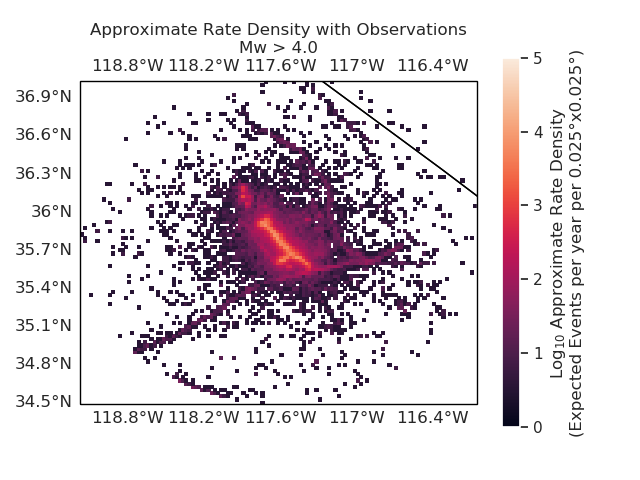 Approximate Rate Density with Observations
Mw > 4.0
118.8°W 118.2°W 117.6°W 117°W 116.4°W
36.9°N
36.6°N
36.3°N
36°N
35.7°N
35.4°N
35.1°N
34.8°N
34.5°N
118.8°W 118.2°W 117.6°W 117°W 116.4°W
5
4
3
2
1
0
Log₁₀ Approximate Rate Density
(Expected Events per year per 0.025°x0.025°)